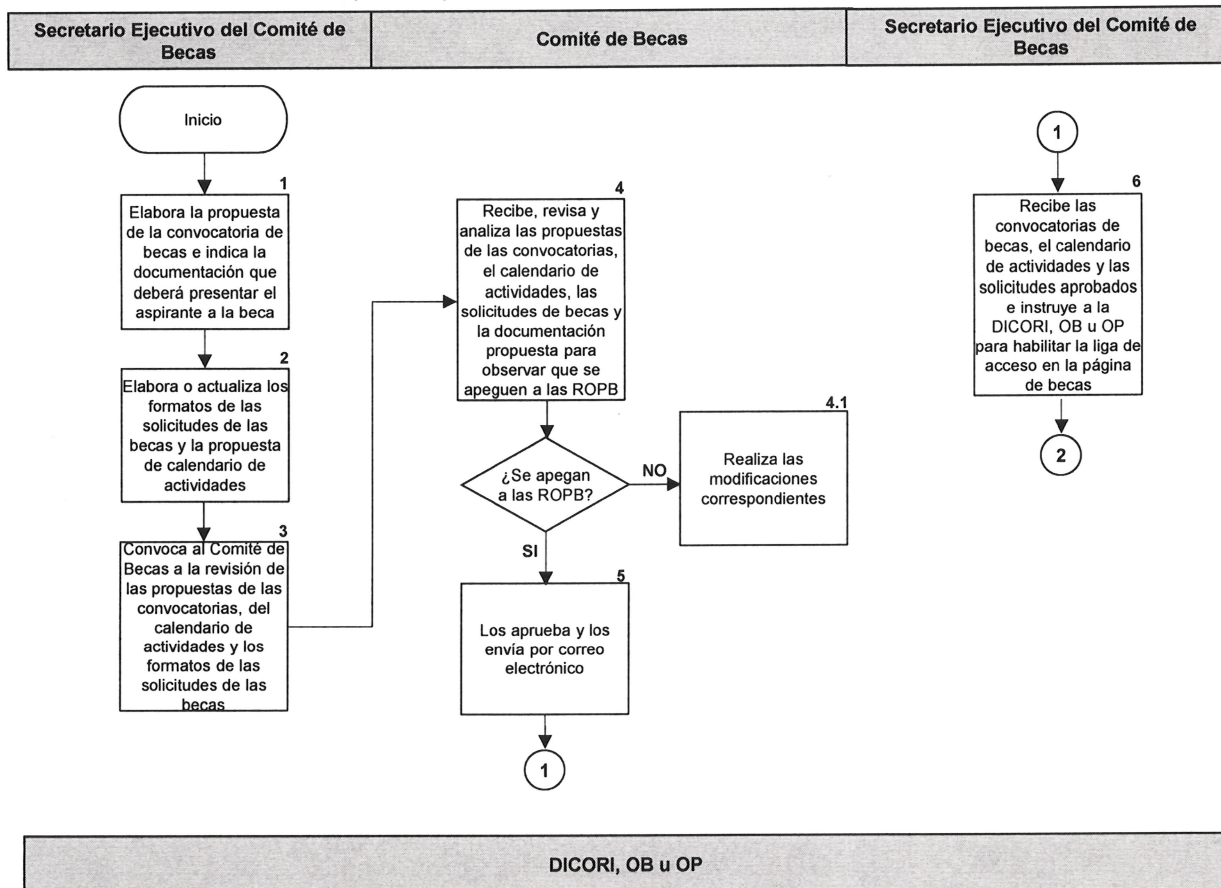 Secretario Ejecutivo del Comité de
Becas
Comité de Becas
Secretario Ejecutivo del Comité de
Becas
Inicio
1
Elabora la propuesta
de la convocatoria de
becas e indica la
documentación que
deberá presentar el
aspirante a la beca
2
Elabora o actualiza los
formatos de las
solicitudes de las
becas y la propuesta
de calendario de
actividades
3
Convoca al Comité de
Becas a la revisión de
las propuestas de las
convocatorias, del
calendario de
actividades y los
formatos de las
solicitudes de las
becas
4
Recibe, revisa y
analiza las propuestas
de las convocatorias,
el calendario de
actividades, las
solicitudes de becas y
la documentación
propuesta para
observar que se
apeguen a las ROPB
¿Se apegan
a las ROPB?
NO
4.1
Realiza las
modificaciones
correspondientes
SI
5
Los aprueba y los
envía por correo
electrónico
1
1
6
Recibe las
convocatorias de
becas, el calendario
de actividades y las
solicitudes aprobados
e instruye a la
DICORI, OB u OP
para habilitar la liga de
acceso en la página
de becas
2
DICORI, OB u OP